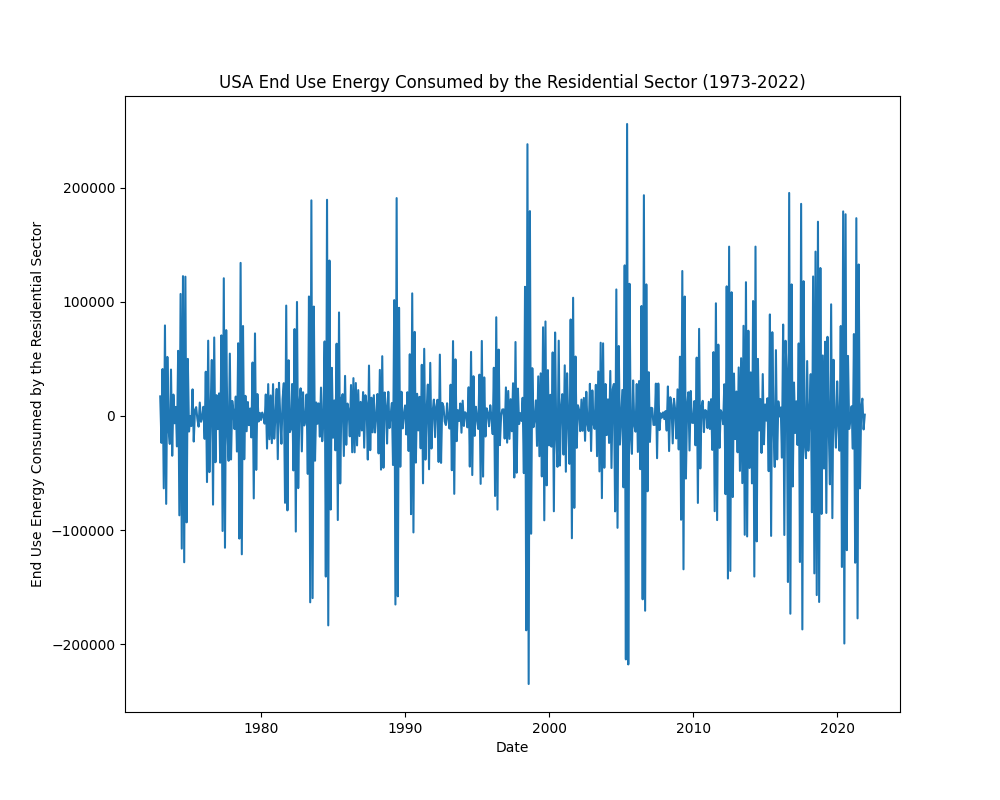 USA End Use Energy Consumed by the Residential Sector (1973-2022)
End Use Energy Consumed by the Residential Sector
200000
100000
0
−100000
−200000
1980 1990 2000 2010 2020
Date